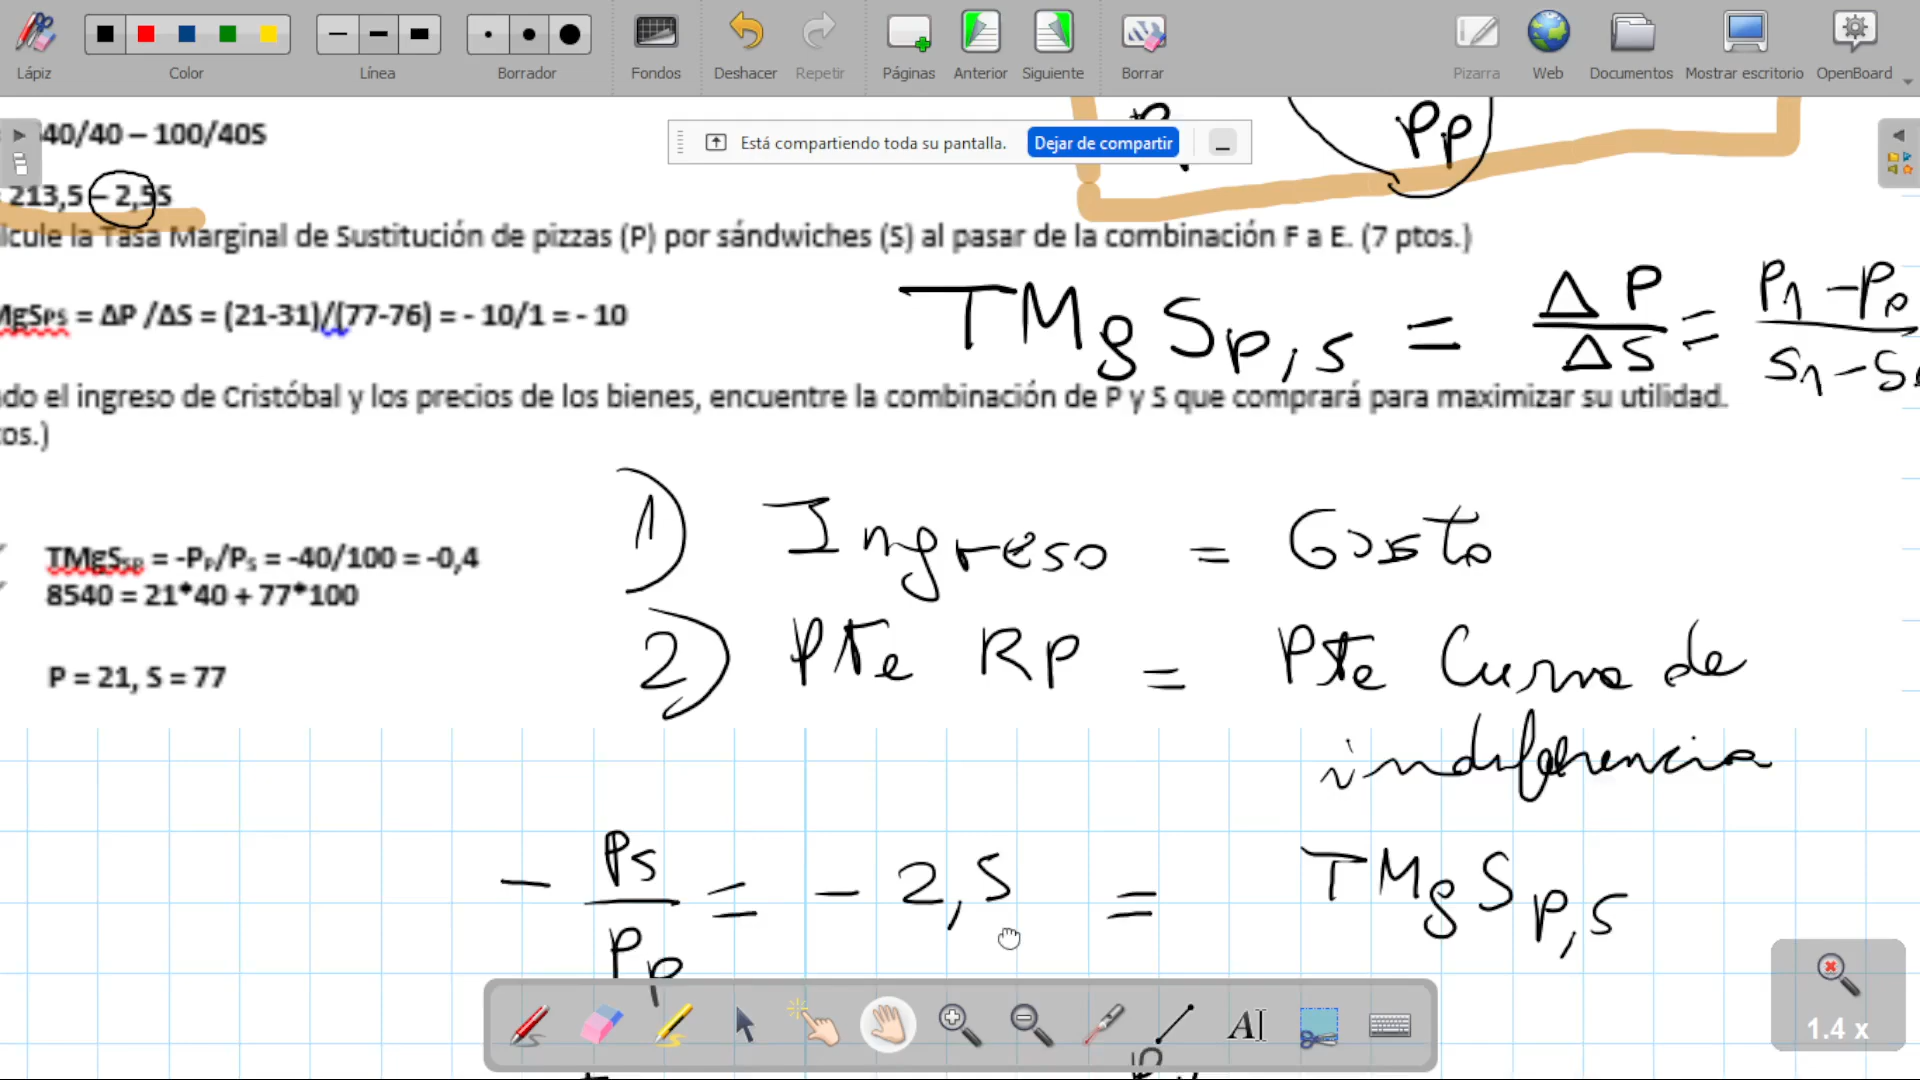 Lápiz
Color
Línea
Borrador
Fondos
Deshacer
Repetir
Páginas
Anterior
Siguiente
Borrar
Pizarra
Web
Documentos
Mostrar escritorio
OpenBoard
40/40 – 100/40S
Pp
Está compartiendo toda su pantalla.
Dejar de compartir
= 213,5 – 2,5S
lcule la Tasa Marginal de Sustitución de pizzas (P) por sándwiches (S) al pasar de la combinación F a E. (7 ptos.)
MgSPS = ΔP /ΔS = (21-31)/(77-76) = - 10/1 = - 10
TMgS P,S = ΔP/ΔS = P1 – P0 / S1 – S0
do el ingreso de Cristóbal y los precios de los bienes, encuentre la combinación de P y S que comprará para maximizar su utilidad.
tos.)
1) Ingreso = Gasto
TMgSSP = -PP/PS = -40/100 = -0,4
8540 = 21*40 + 77*100
2) Pte RP = Pte Curva de
indiferencia
P = 21, S = 77
– Ps/Pp = – 2,5 = TMgS P,S
1.4 x